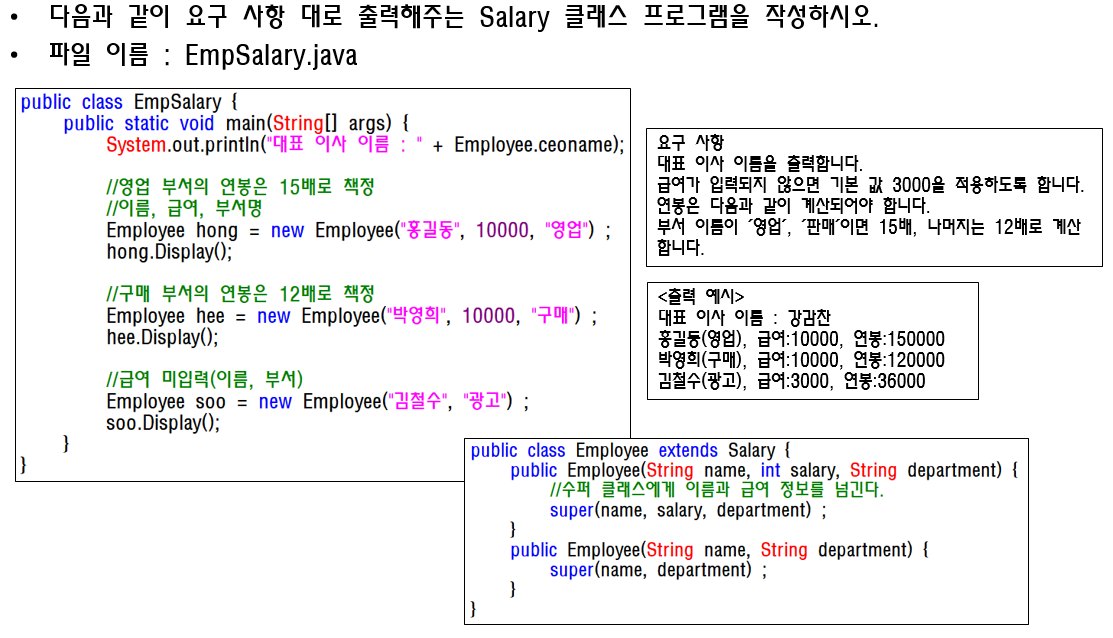 • 다음과 같이 요구 사항 대로 출력해주는 Salary 클래스 프로그램을 작성하시오.
• 파일 이름 : EmpSalary.java
public class EmpSalary {
public static void main(String[] args) {
System.out.println("대표 이사 이름 : " + Employee.ceoname);
//영업 부서의 연봉은 15배로 책정
//이름, 급여, 부서명
Employee hong = new Employee("홍길동", 10000, "영업") ;
hong.Display();
//구매 부서의 연봉은 12배로 책정
Employee hee = new Employee("박영희", 10000, "구매") ;
hee.Display();
//급여 미입력(이름, 부서)
Employee soo = new Employee("김철수", "광고") ;
soo.Display();
}
}
요구 사항
대표 이사 이름을 출력합니다.
급여가 입력되지 않으면 기본 값 3000을 적용하도록 합니다.
연봉은 다음과 같이 계산되어야 합니다.
부서 이름이 '영업', '판매'이면 15배, 나머지는 12배로 계산
합니다.
<출력 예시>
대표 이사 이름 : 강감찬
홍길동(영업), 급여:10000, 연봉:150000
박영희(구매), 급여:10000, 연봉:120000
김철수(광고), 급여:3000, 연봉:36000
public class Employee extends Salary {
public Employee(String name, int salary, String department) {
//수퍼 클래스에게 이름과 급여 정보를 넘긴다.
super(name, salary, department) ;
}
public Employee(String name, String department) {
super(name, department) ;
}
}